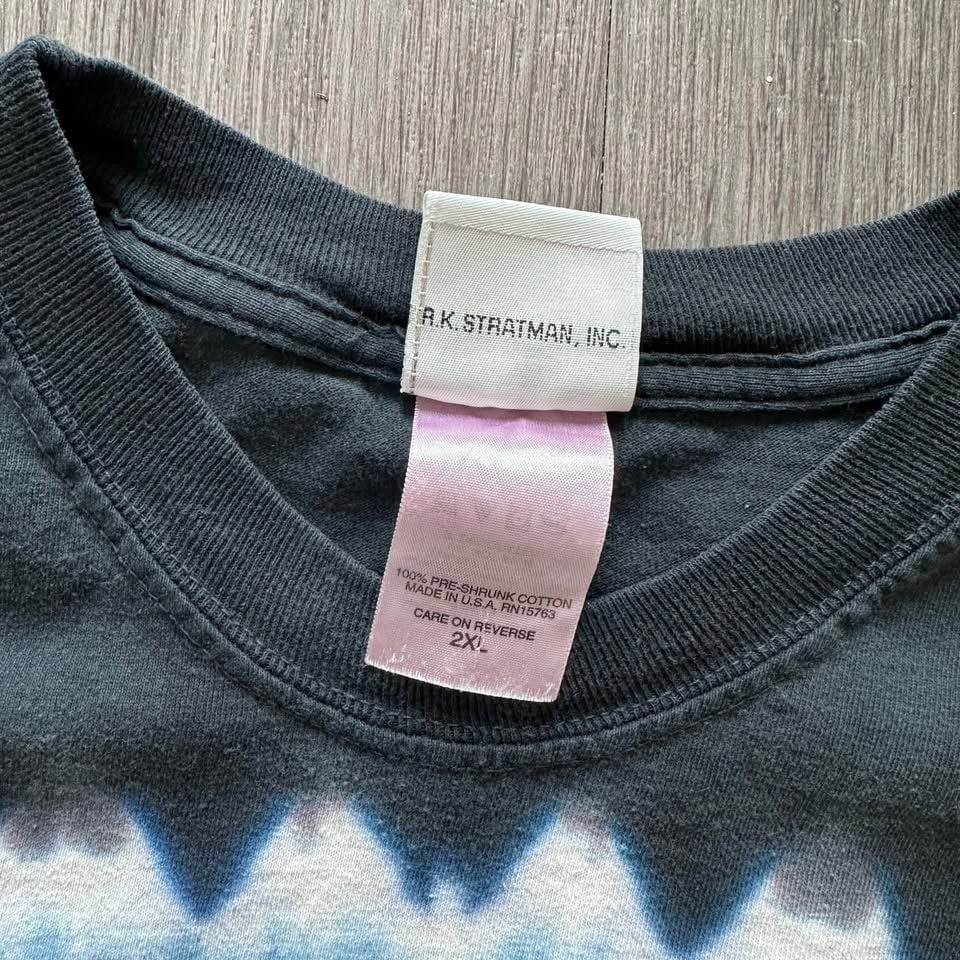 R.K. STRATMAN, INC.
100% PRE-SHRUNK COTTON
MADE IN U.S.A. RN15763
CARE ON REVERSE
2XL